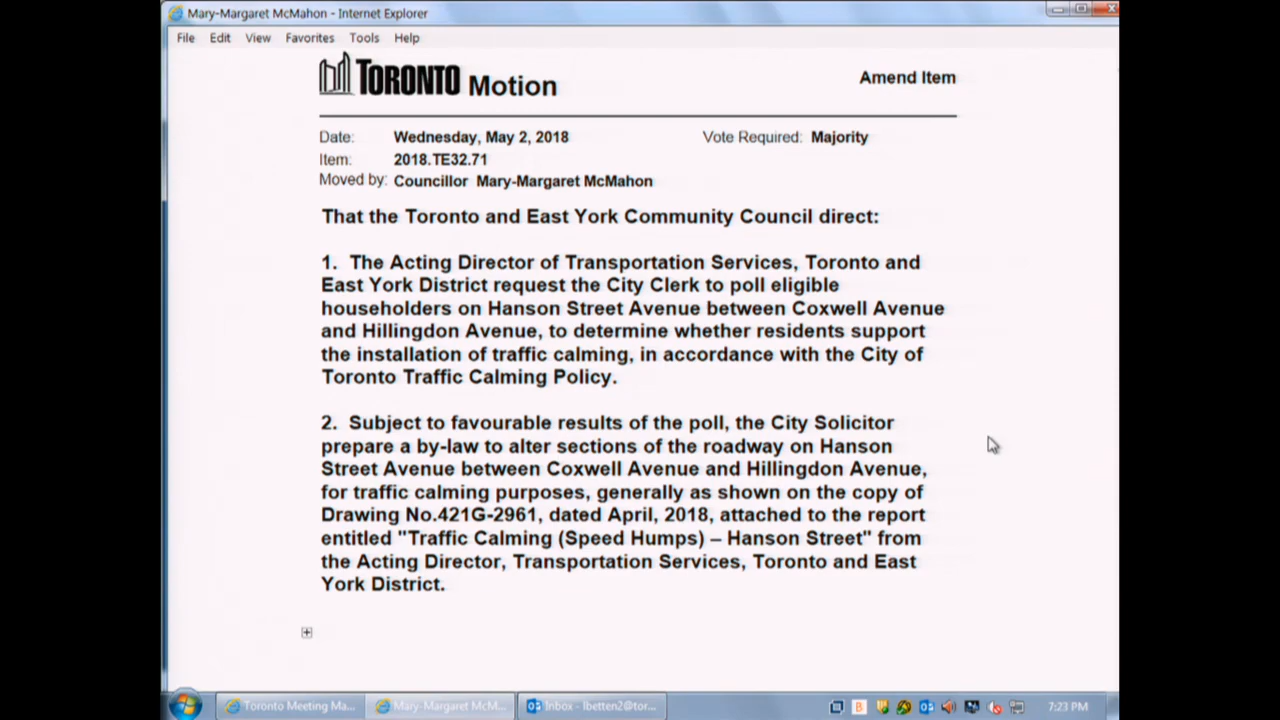 Mary-Margaret McMahon - Internet Explorer
File Edit View Favorites Tools Help
TORONTO Motion
Amend Item
Date: Wednesday, May 2, 2018
Vote Required: Majority
Item: 2018.TE32.71
Moved by: Councillor Mary-Margaret McMahon
That the Toronto and East York Community Council direct:
1. The Acting Director of Transportation Services, Toronto and
East York District request the City Clerk to poll eligible
householders on Hanson Street Avenue between Coxwell Avenue
and Hillingdon Avenue, to determine whether residents support
the installation of traffic calming, in accordance with the City of
Toronto Traffic Calming Policy.
2. Subject to favourable results of the poll, the City Solicitor
prepare a by-law to alter sections of the roadway on Hanson
Street Avenue between Coxwell Avenue and Hillingdon Avenue,
for traffic calming purposes, generally as shown on the copy of
Drawing No.421G-2961, dated April, 2018, attached to the report
entitled "Traffic Calming (Speed Humps) – Hanson Street" from
the Acting Director, Transportation Services, Toronto and East
York District.
Toronto Meeting Ma... Mary-Margaret McM... Inbox - lbetten2@tor... 7:23 PM